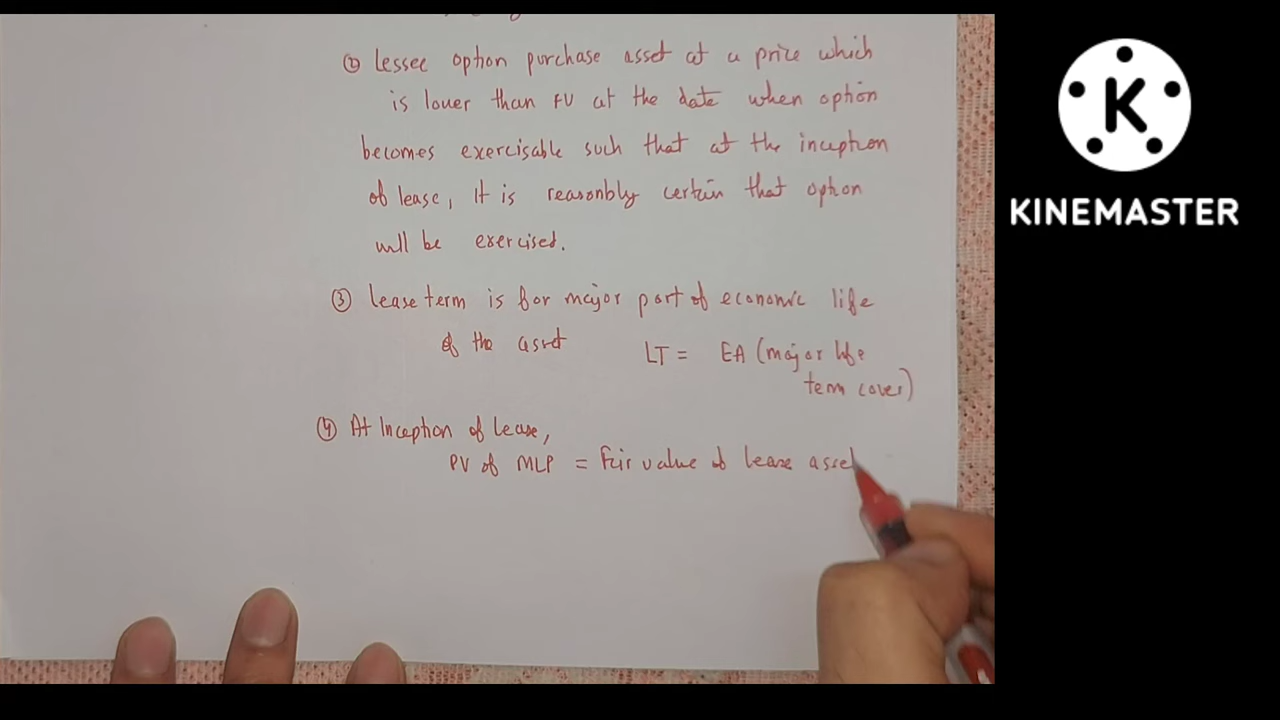 ② Lessee option purchase asset at a price which
is lower than FV at the date when option
becomes exercisable such that at the inception
of lease, it is reasonbly certain that option
will be exercised.
③ Lease term is for major part of economic life
of the asset LT = EA (major life
term cover)
④ At Inception of lease,
PV of MLP = Fair value of lease asset
K
KINEMASTER